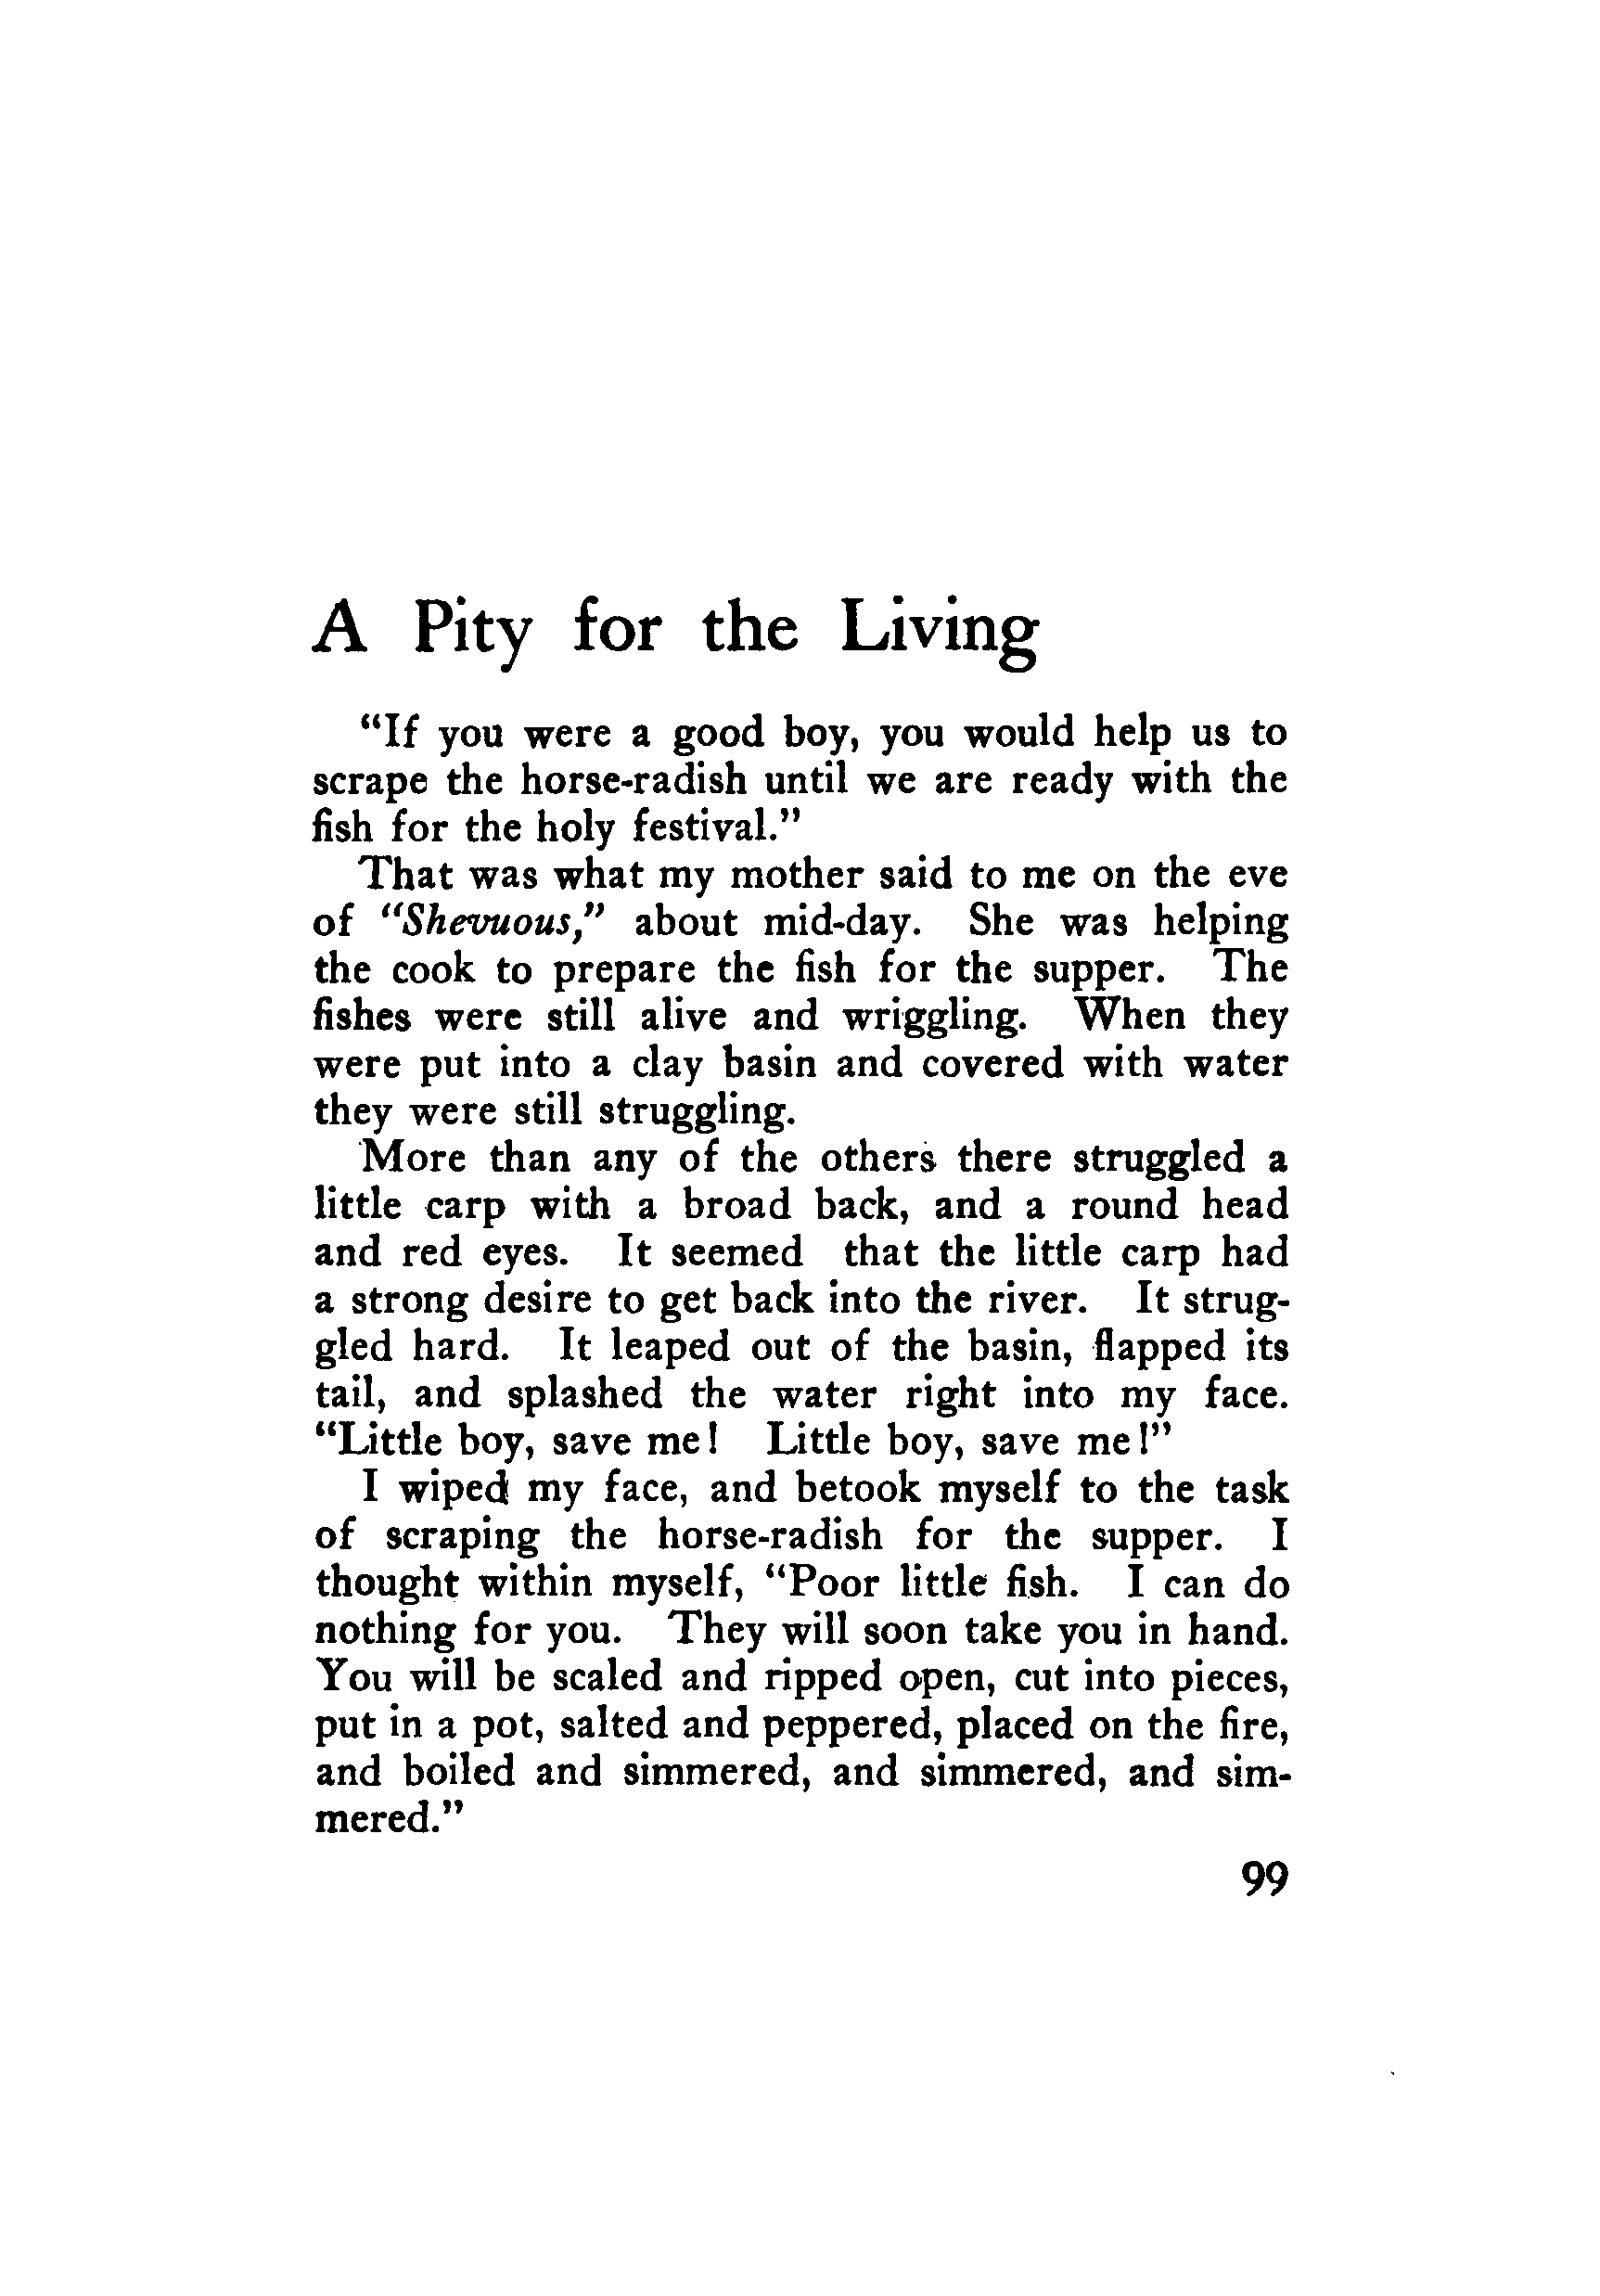 A Pity for the Living
“If you were a good boy, you would help us to
scrape the horse-radish until we are ready with the
fish for the holy festival.”
That was what my mother said to me on the eve
of “Shevuous,” about mid-day. She was helping
the cook to prepare the fish for the supper. The
fishes were still alive and wriggling. When they
were put into a clay basin and covered with water
they were still struggling.
More than any of the others there struggled a
little carp with a broad back, and a round head
and red eyes. It seemed that the little carp had
a strong desire to get back into the river. It strug-
gled hard. It leaped out of the basin, flapped its
tail, and splashed the water right into my face.
“Little boy, save me! Little boy, save me!”
I wiped my face, and betook myself to the task
of scraping the horse-radish for the supper. I
thought within myself, “Poor little fish. I can do
nothing for you. They will soon take you in hand.
You will be scaled and ripped open, cut into pieces,
put in a pot, salted and peppered, placed on the fire,
and boiled and simmered, and simmered, and sim-
mered.”
99